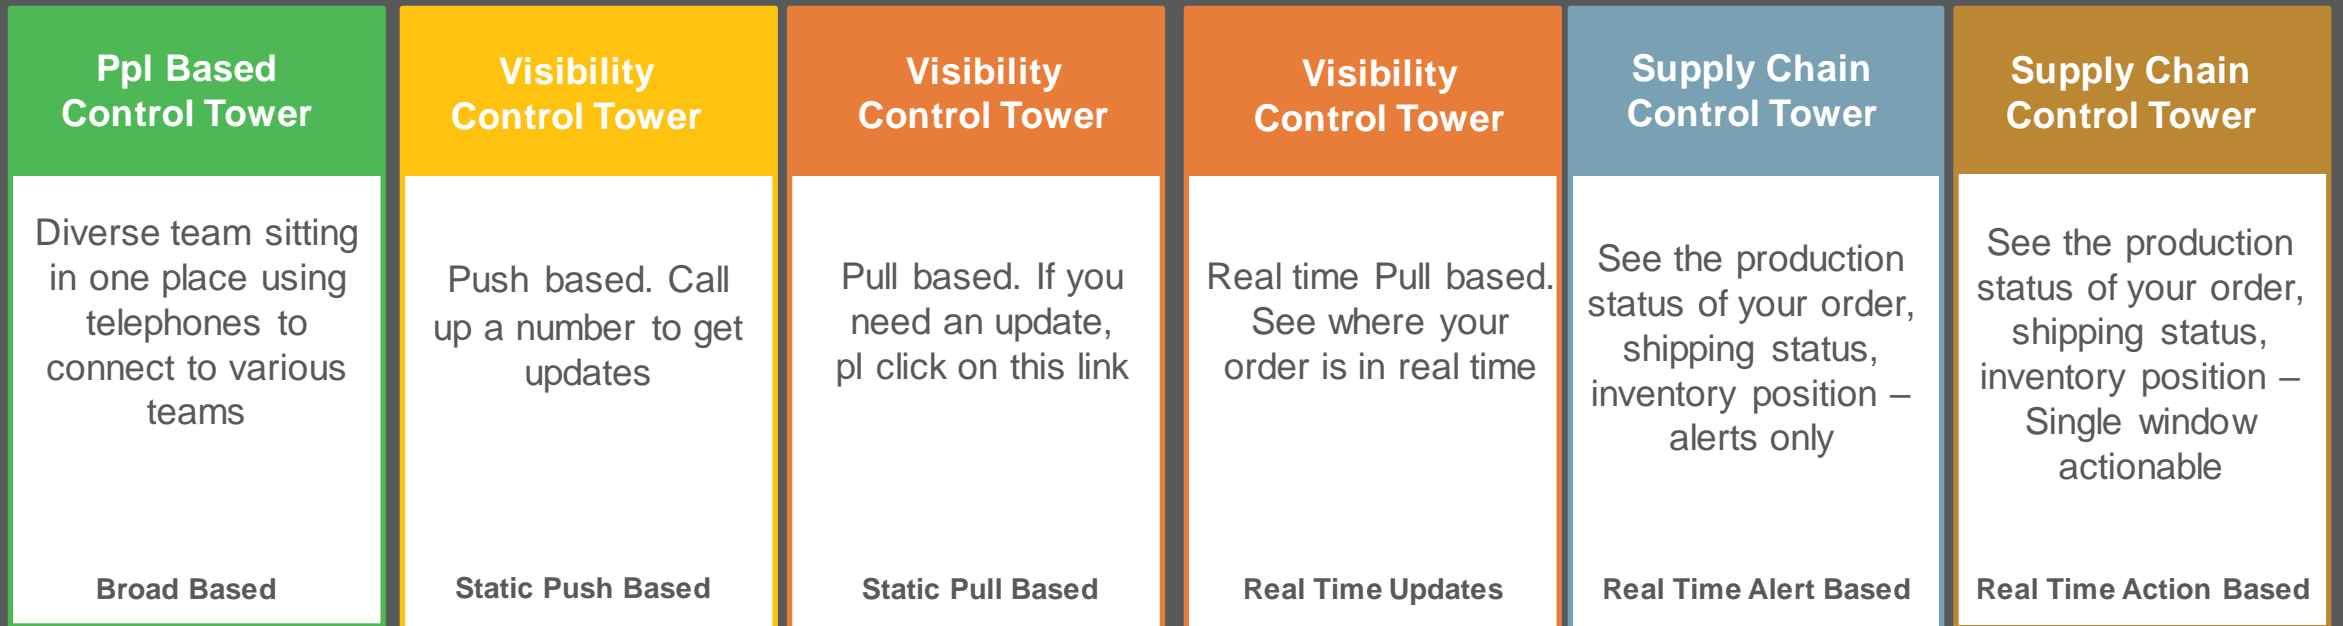 Ppl Based
Control Tower
Diverse team sitting
in one place using
telephones to
connect to various
teams
Broad Based
Visibility
Control Tower
Push based. Call
up a number to get
updates
Static Push Based
Visibility
Control Tower
Pull based. If you
need an update,
pl click on this link
Static Pull Based
Visibility
Control Tower
Real time Pull based.
See where your
order is in real time
Real Time Updates
Supply Chain
Control Tower
See the production
status of your order,
shipping status,
inventory position –
alerts only
Real Time Alert Based
Supply Chain
Control Tower
See the production
status of your order,
shipping status,
inventory position –
Single window
actionable
Real Time Action Based